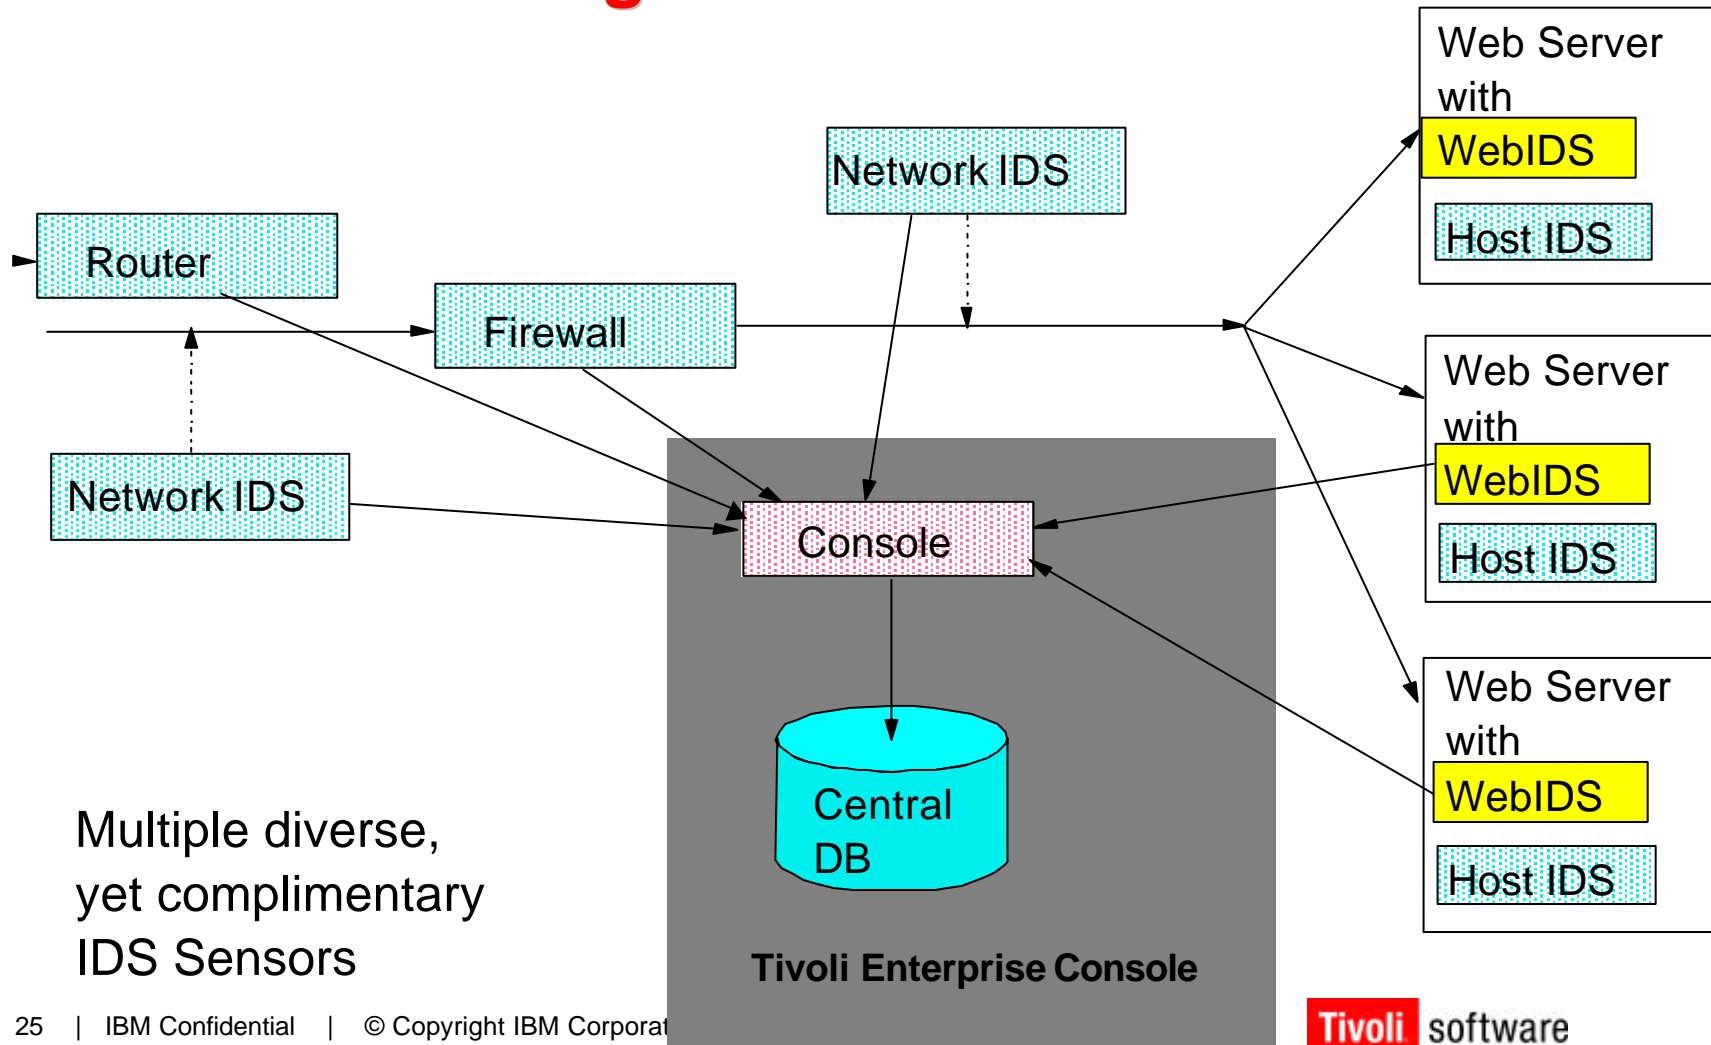 Web Server
with
WebIDS
Host IDS
Network IDS
Router
Firewall
Web Server
with
WebIDS
Host IDS
Network IDS
Console
Web Server
with
WebIDS
Host IDS
Central
DB
Multiple diverse,
yet complimentary
IDS Sensors
Tivoli Enterprise Console
25 | IBM Confidential | © Copyright IBM Corporat
Tivoli software